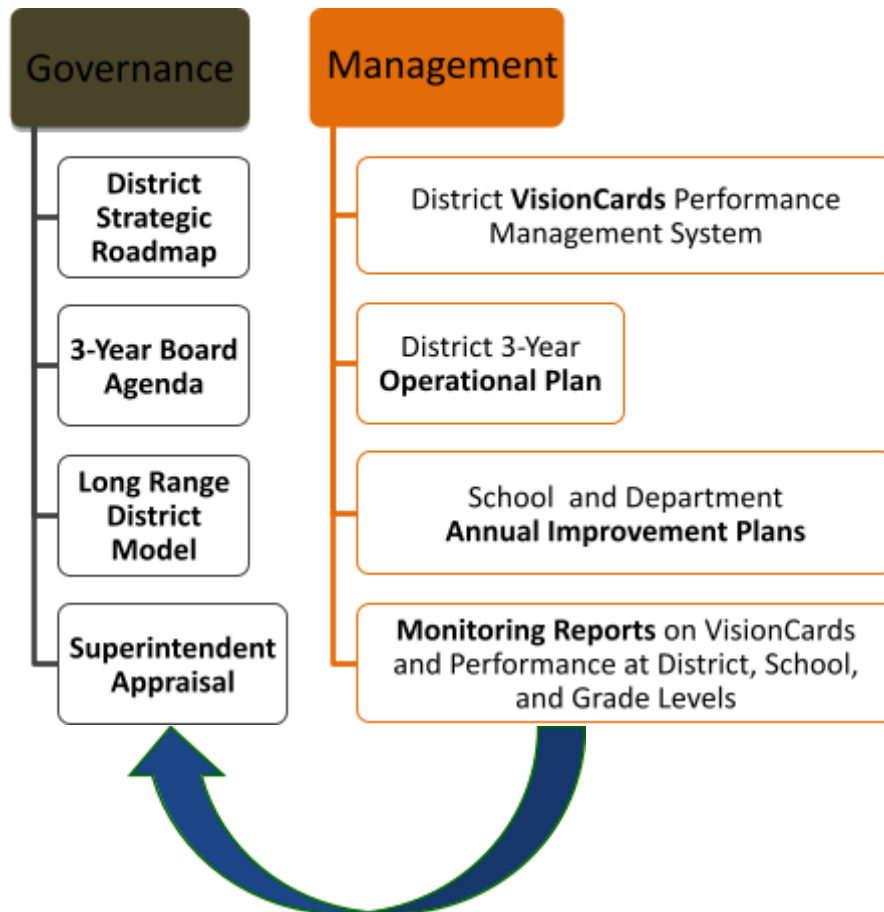 Governance
District
Strategic
Roadmap
3-Year Board
Agenda
Long Range
District
Model
Superintendent
Appraisal
Management
District VisionCards Performance
Management System
District 3-Year
Operational Plan
School and Department
Annual Improvement Plans
Monitoring Reports on VisionCards
and Performance at District, School,
and Grade Levels